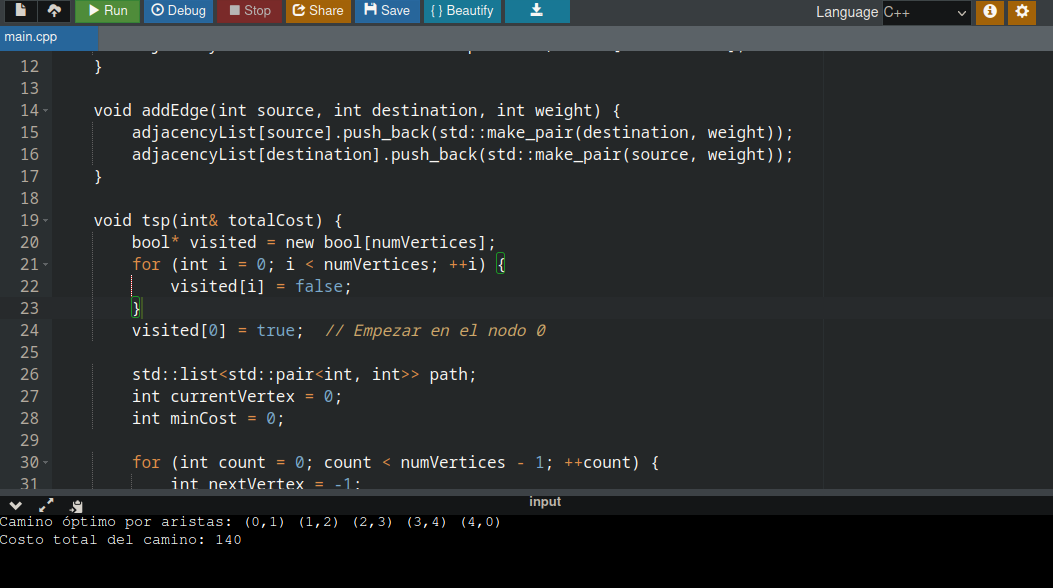 Run Debug Stop Share Save { } Beautify Language C++
main.cpp
12 }
13
14 void addEdge(int source, int destination, int weight) {
15 adjacencyList[source].push_back(std::make_pair(destination, weight));
16 adjacencyList[destination].push_back(std::make_pair(source, weight));
17 }
18
19 void tsp(int& totalCost) {
20 bool* visited = new bool[numVertices];
21 for (int i = 0; i < numVertices; ++i) {
22 visited[i] = false;
23 }
24 visited[0] = true;  // Empezar en el nodo 0
25
26 std::list<std::pair<int, int>> path;
27 int currentVertex = 0;
28 int minCost = 0;
29
30 for (int count = 0; count < numVertices - 1; ++count) {
31 int nextVertex = -1;
input
Camino óptimo por aristas: (0,1) (1,2) (2,3) (3,4) (4,0)
Costo total del camino: 140